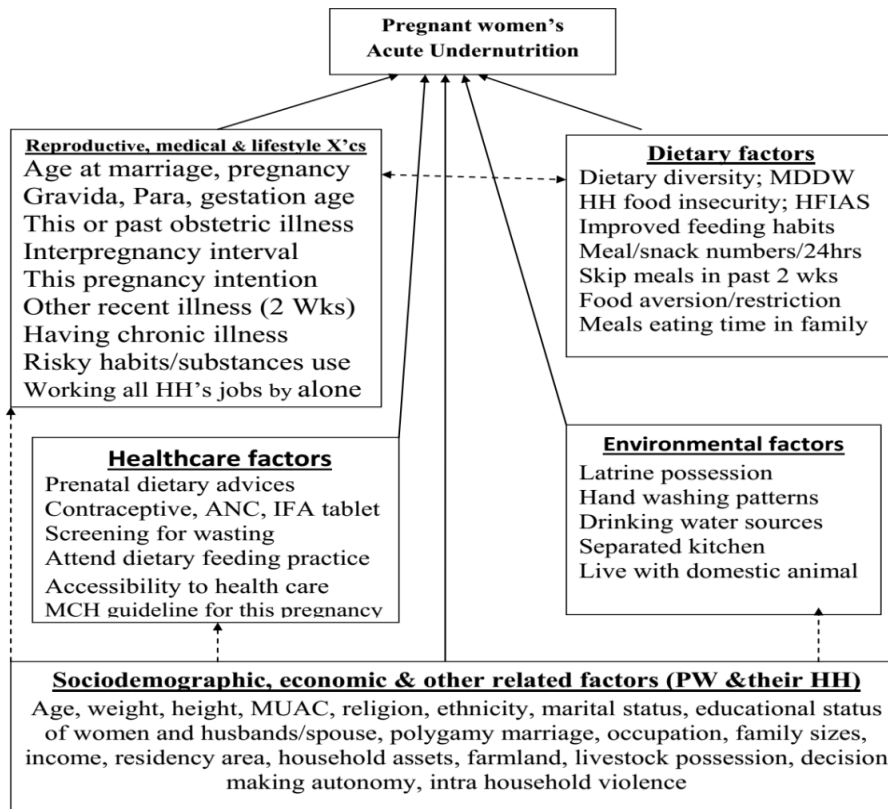 Pregnant women's
Acute Undernutrition
Reproductive, medical & lifestyle X'cs
Age at marriage, pregnancy
Gravida, Para, gestation age
This or past obstetric illness
Interpregnancy interval
This pregnancy intention
Other recent illness (2 Wks)
Having chronic illness
Risky habits/substances use
Working all HH's jobs by alone
Dietary factors
Dietary diversity; MDDW
HH food insecurity; HFIAS
Improved feeding habits
Meal/snack numbers/24hrs
Skip meals in past 2 wks
Food aversion/restriction
Meals eating time in family
Healthcare factors
Prenatal dietary advices
Contraceptive, ANC, IFA tablet
Screening for wasting
Attend dietary feeding practice
Accessibility to health care
MCH guideline for this pregnancy
Environmental factors
Latrine possession
Hand washing patterns
Drinking water sources
Separated kitchen
Live with domestic animal
Sociodemographic, economic & other related factors (PW &their HH)
Age, weight, height, MUAC, religion, ethnicity, marital status, educational status
of women and husbands/spouse, polygamy marriage, occupation, family sizes,
income, residency area, household assets, farmland, livestock possession, decision
making autonomy, intra household violence